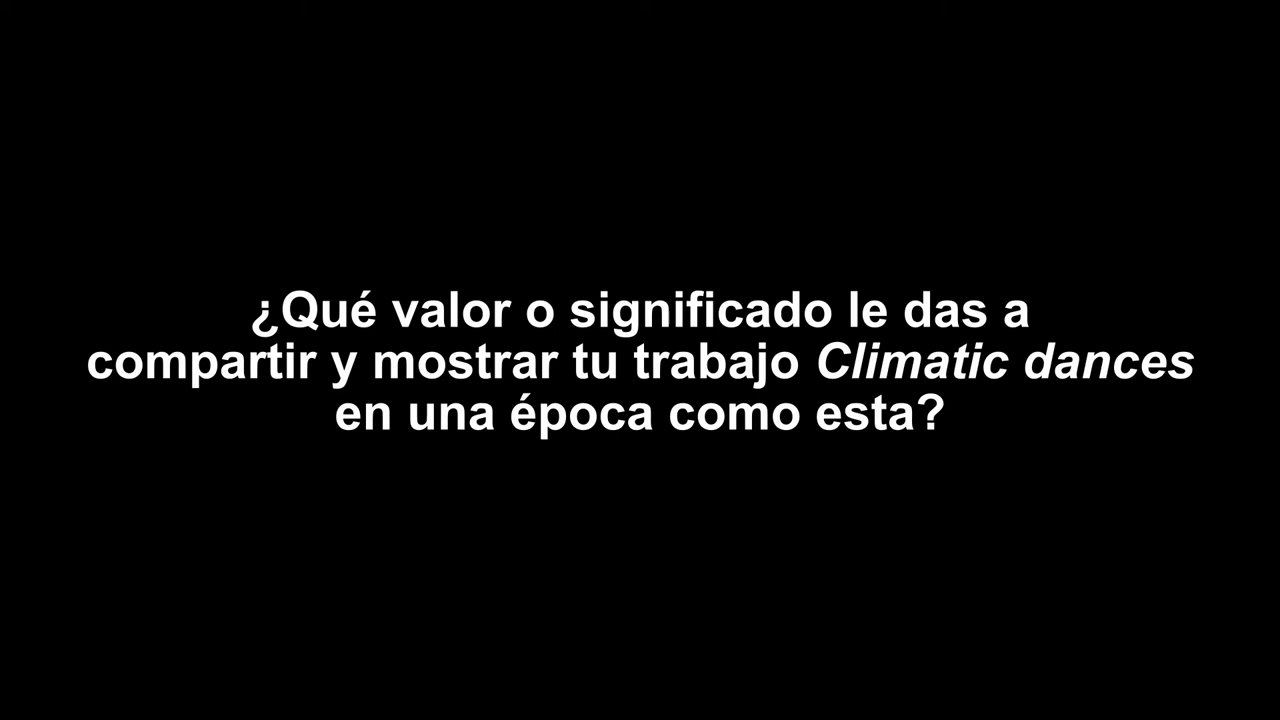 ¿Qué valor o significado le das a
compartir y mostrar tu trabajo Climatic dances
en una época como esta?